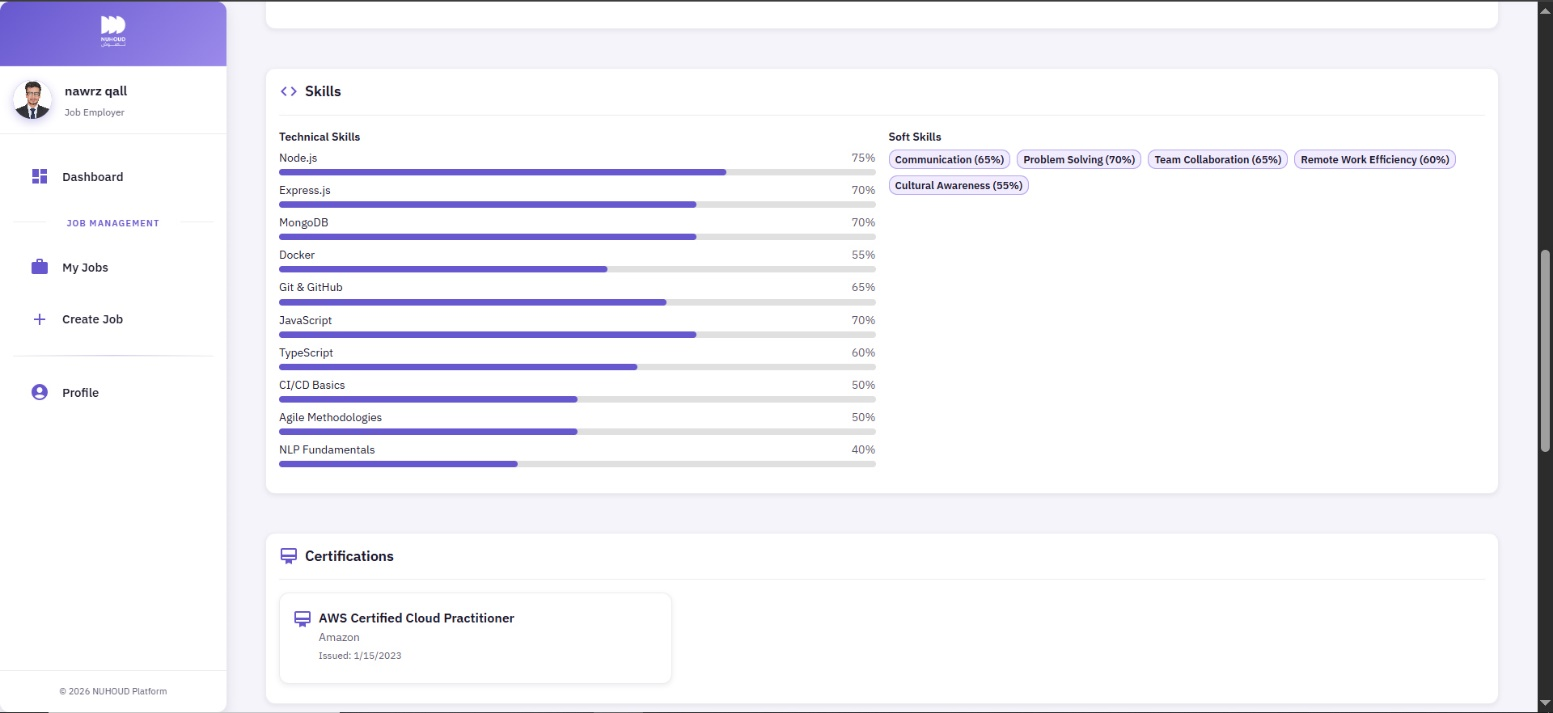 NUHOUD
nawrz qall
Job Employer
Dashboard
JOB MANAGEMENT
My Jobs
Create Job
Profile
© 2026 NUHOUD Platform
Skills
Technical Skills
Node.js 75%
Express.js 70%
MongoDB 70%
Docker 55%
Git & GitHub 65%
JavaScript 70%
TypeScript 60%
CI/CD Basics 50%
Agile Methodologies 50%
NLP Fundamentals 40%
Soft Skills
Communication (65%) Problem Solving (70%) Team Collaboration (65%) Remote Work Efficiency (60%)
Cultural Awareness (55%)
Certifications
AWS Certified Cloud Practitioner
Amazon
Issued: 1/15/2023